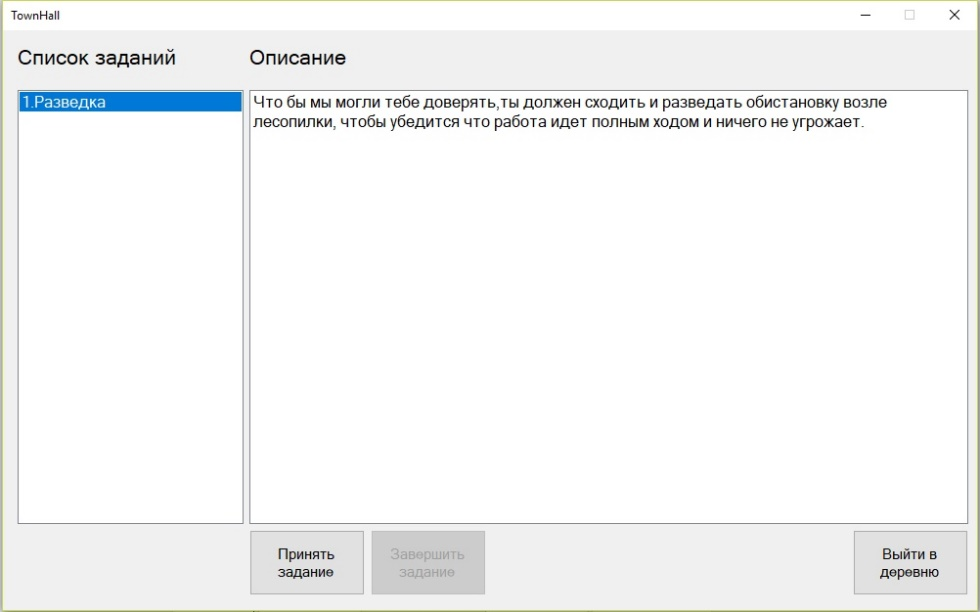 TownHall
Список заданий
Описание
1.Разведка
Что бы мы могли тебе доверять,ты должен сходить и разведать обистановку возле
лесопилки, чтобы убедится что работа идет полным ходом и ничего не угрожает.
Принять
задание
Завершить
задание
Выйти в
деревню